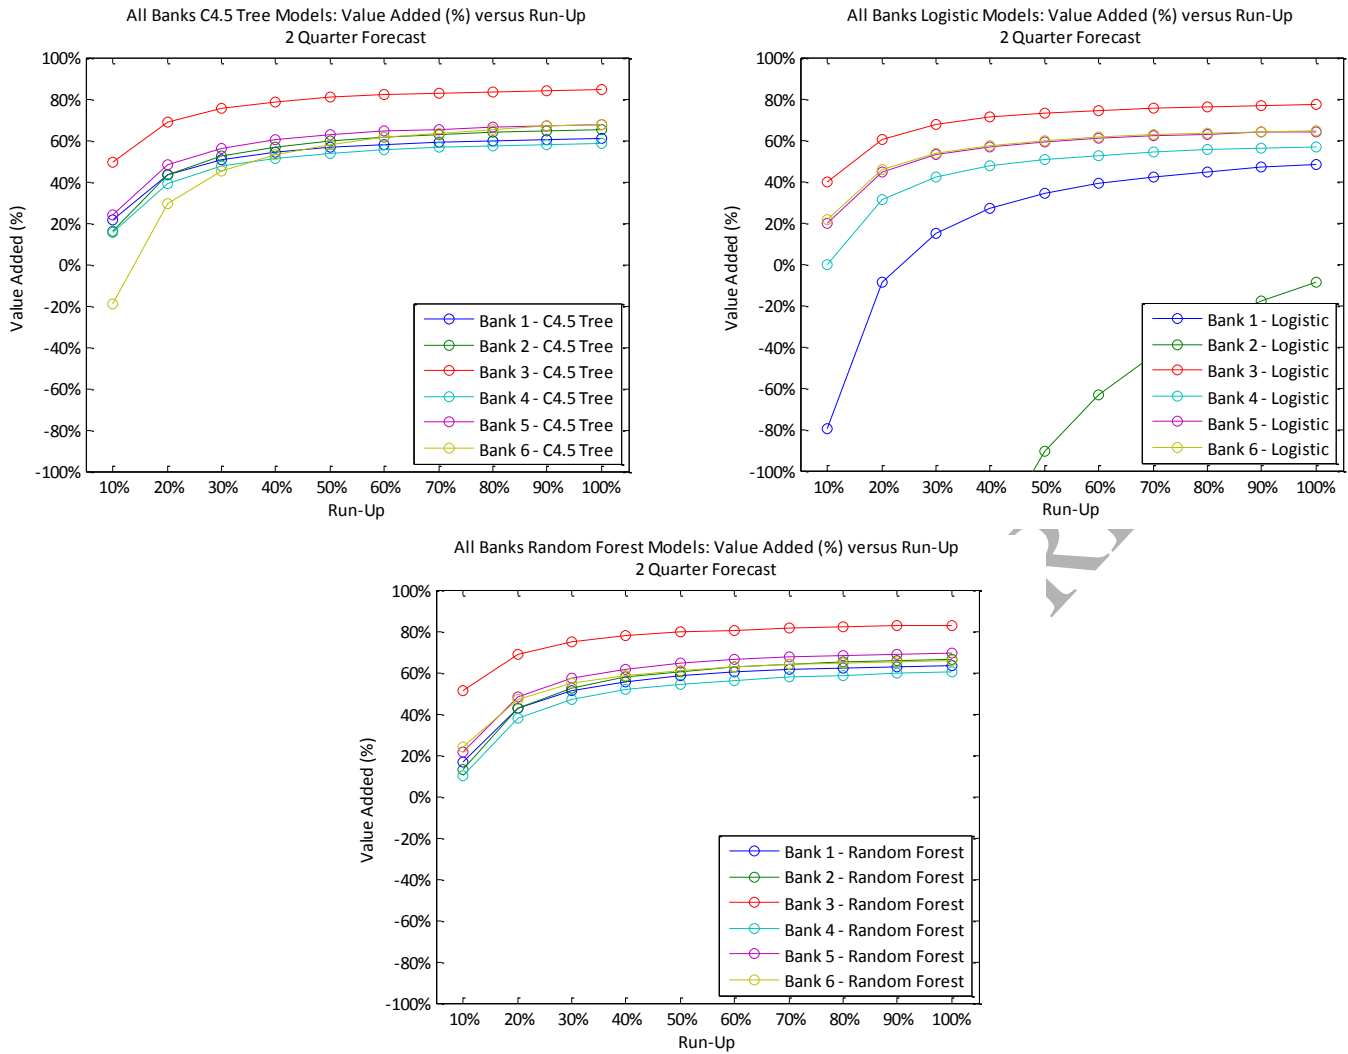 All Banks C4.5 Tree Models: Value Added (%) versus Run-Up
2 Quarter Forecast
100%
80%
60%
40%
20%
0%
-20%
-40%
-60%
-80%
-100%
Value Added (%)
Bank 1 - C4.5 Tree
Bank 2 - C4.5 Tree
Bank 3 - C4.5 Tree
Bank 4 - C4.5 Tree
Bank 5 - C4.5 Tree
Bank 6 - C4.5 Tree
10% 20% 30% 40% 50% 60% 70% 80% 90% 100%
Run-Up
All Banks Logistic Models: Value Added (%) versus Run-Up
2 Quarter Forecast
100%
80%
60%
40%
20%
0%
-20%
-40%
-60%
-80%
-100%
Value Added (%)
Bank 1 - Logistic
Bank 2 - Logistic
Bank 3 - Logistic
Bank 4 - Logistic
Bank 5 - Logistic
Bank 6 - Logistic
10% 20% 30% 40% 50% 60% 70% 80% 90% 100%
Run-Up
All Banks Random Forest Models: Value Added (%) versus Run-Up
2 Quarter Forecast
100%
80%
60%
40%
20%
0%
-20%
-40%
-60%
-80%
-100%
Value Added (%)
Bank 1 - Random Forest
Bank 2 - Random Forest
Bank 3 - Random Forest
Bank 4 - Random Forest
Bank 5 - Random Forest
Bank 6 - Random Forest
10% 20% 30% 40% 50% 60% 70% 80% 90% 100%
Run-Up